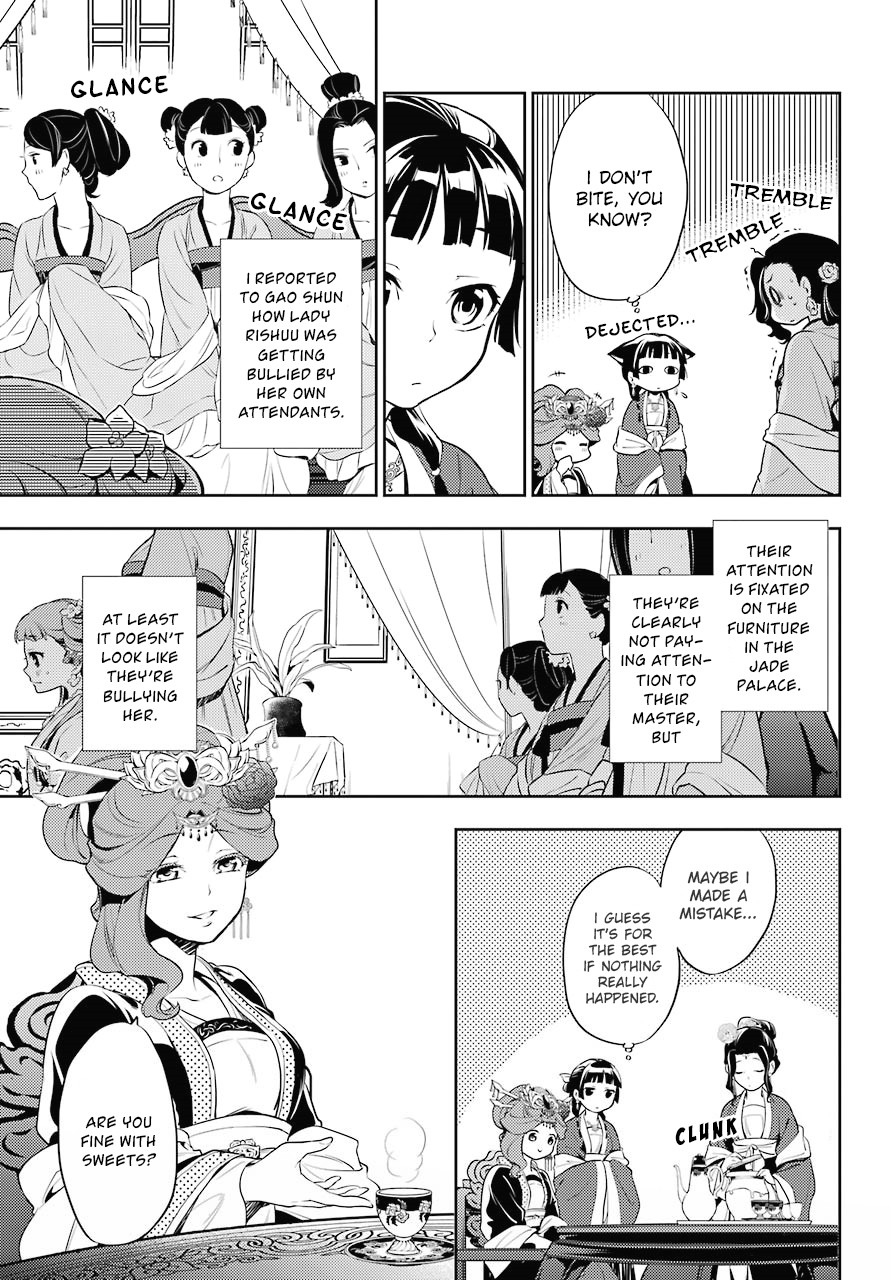 I DON'T
BITE, YOU
KNOW?
TREMBLE
TREMBLE
DEJECTED...
GLANCE
GLANCE
I REPORTED
TO GAO SHUN
HOW LADY
RISHUU WAS
GETTING
BULLIED BY
HER OWN
ATTENDANTS.
THEIR
ATTENTION
IS FIXATED
ON THE
FURNITURE
IN THE
JADE
PALACE.
THEY'RE
CLEARLY
NOT PAY-
ING ATTEN-
TION TO
THEIR
MASTER,
BUT
AT LEAST
IT DOESN'T
LOOK LIKE
THEY'RE
BULLYING
HER.
MAYBE I
MADE A
MISTAKE...
I GUESS
IT'S FOR
THE BEST
IF NOTHING
REALLY
HAPPENED.
CLUNK
ARE YOU
FINE WITH
SWEETS?